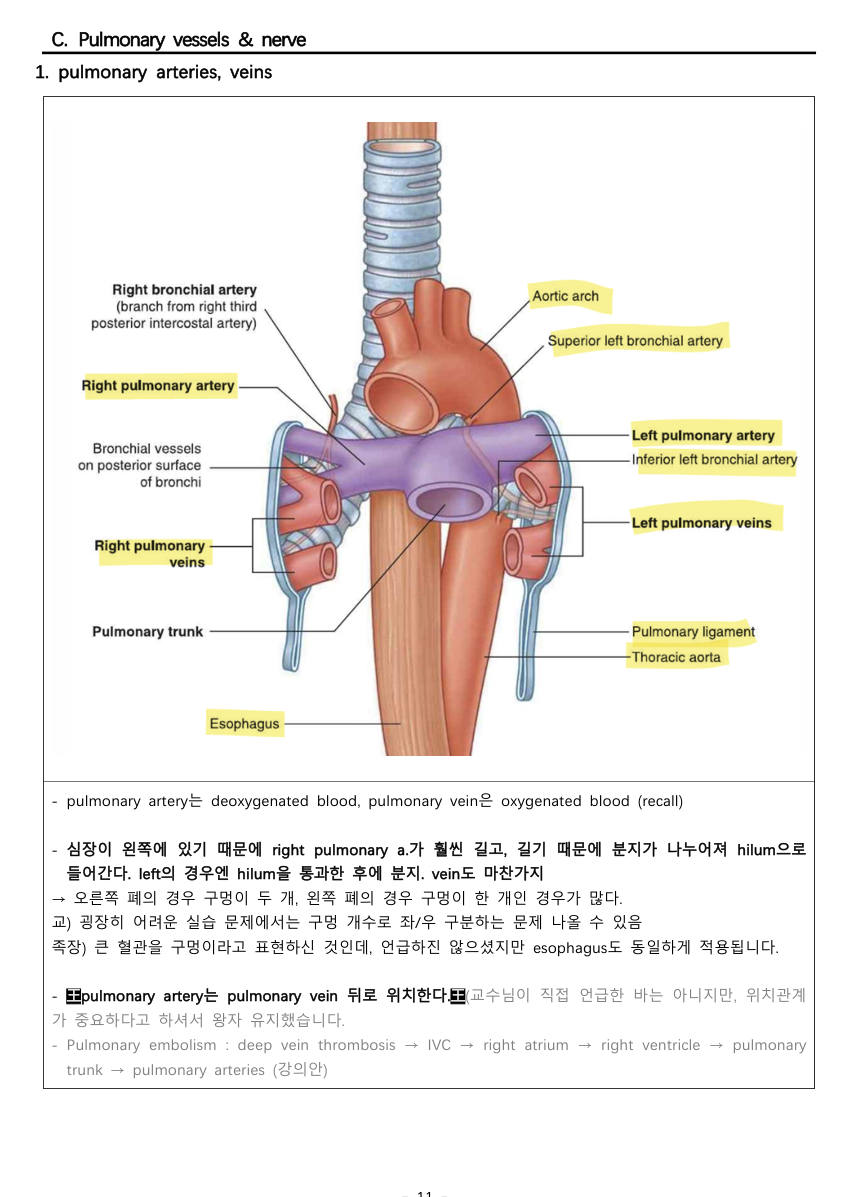 C. Pulmonary vessels & nerve
1. pulmonary arteries, veins
Right bronchial artery
(branch from right third
posterior intercostal artery)
Aortic arch
Superior left bronchial artery
Right pulmonary artery
Left pulmonary artery
Bronchial vessels
on posterior surface
of bronchi
Inferior left bronchial artery
Left pulmonary veins
Right pulmonary
veins
Pulmonary trunk
Pulmonary ligament
Thoracic aorta
Esophagus
- pulmonary artery는 deoxygenated blood, pulmonary vein은 oxygenated blood (recall)
- 심장이 왼쪽에 있기 때문에 right pulmonary a.가 훨씬 길고, 길기 때문에 분지가 나누어져 hilum으로
들어간다. left의 경우엔 hilum을 통과한 후에 분지. vein도 마찬가지
→ 오른쪽 폐의 경우 구멍이 두 개, 왼쪽 폐의 경우 구멍이 한 개인 경우가 많다.
교) 굉장히 어려운 실습 문제에서는 구멍 개수로 좌/우 구분하는 문제 나올 수 있음
족장) 큰 혈관을 구멍이라고 표현하신 것인데, 언급하진 않으셨지만 esophagus도 동일하게 적용됩니다.
- 王pulmonary artery는 pulmonary vein 뒤로 위치한다.王(교수님이 직접 언급한 바는 아니지만, 위치관계
가 중요하다고 하셔서 왕자 유지했습니다.
- Pulmonary embolism : deep vein thrombosis → IVC → right atrium → right ventricle → pulmonary
trunk → pulmonary arteries (강의안)
- 11 -